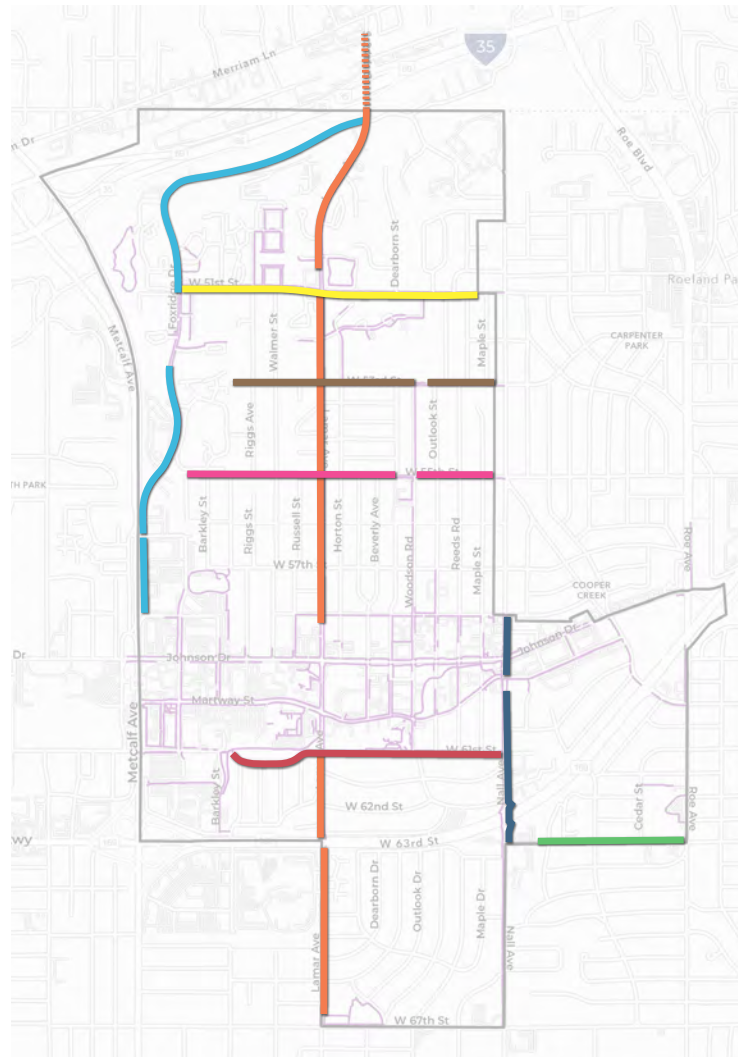 35
Merriam Ln
Roe Blvd
Dr
Dearborn St
Foxridge Dr
W 51st St
Roeland Pa
Metcalf Ave
Walmer St
Maple St
CARPENTER
PARK
Riggs Ave
Outlook St
W 55th St
TH PARK
Barkley St
Riggs St
Russell St
Horton St
Beverly Ave
Woodson Rd
Reeds Rd
Maple St
Roe Ave
W 57th St
COOPER
CREEK
Johnson Dr
Johnson Dr
Dr
Martway St
Metcalf Ave
Ave
W 61st St
Nall Ave
Barkley St
W 62nd St
Cedar St
Roe Ave
wy
W 63rd St
Dearborn Dr
Outlook Dr
Maple Dr
Lamar Ave
Nall Ave
W 67th St